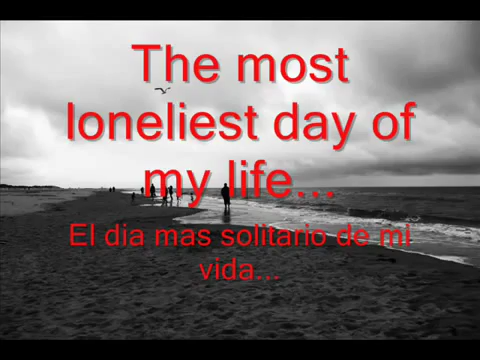 The most
loneliest day of
my life...
El dia mas solitario de mi
vida...